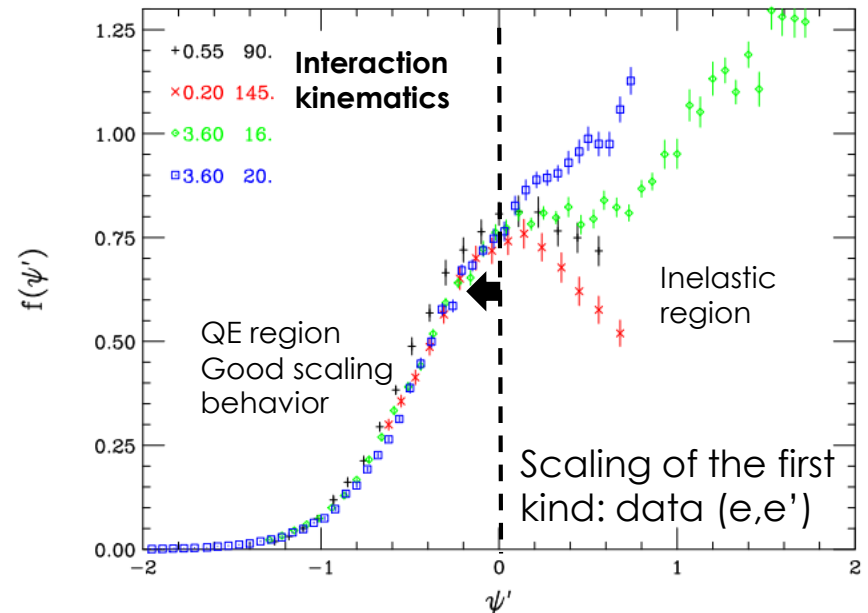 1.25
1.00
0.75
0.50
0.25
0.00
f(ψ′)
+0.55 90.
×0.20 145.
◇3.60 16.
□3.60 20.
Interaction
kinematics
QE region
Good scaling
behavior
Inelastic
region
Scaling of the first
kind: data (e,e’)
-2 -1 0 1 2
ψ′